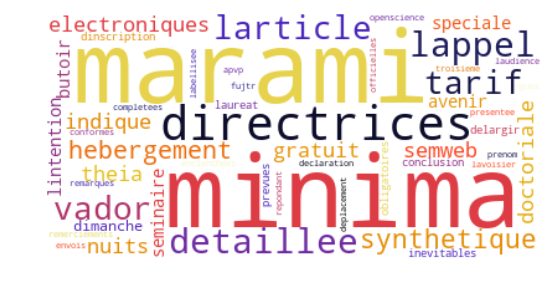 electroniques larticle openscience speciale
dinscription
marami
lappel
laudience
butoir
labellisee
apvp
fujtr
officielles
troisieme
tarif
completees
laureat
avenir
indique
directrices
presentee
conformes
delargir
hebergement
gratuit
semweb
prenom
lintention
theia
declaration
conclusion
lavoisier
remarques
prevues
repondant
deplacement
obligatoires
doctoriale
minima
vador
seminaire
dimanche
remerciements
envois
nuits
detaillee
synthetique
inevitables